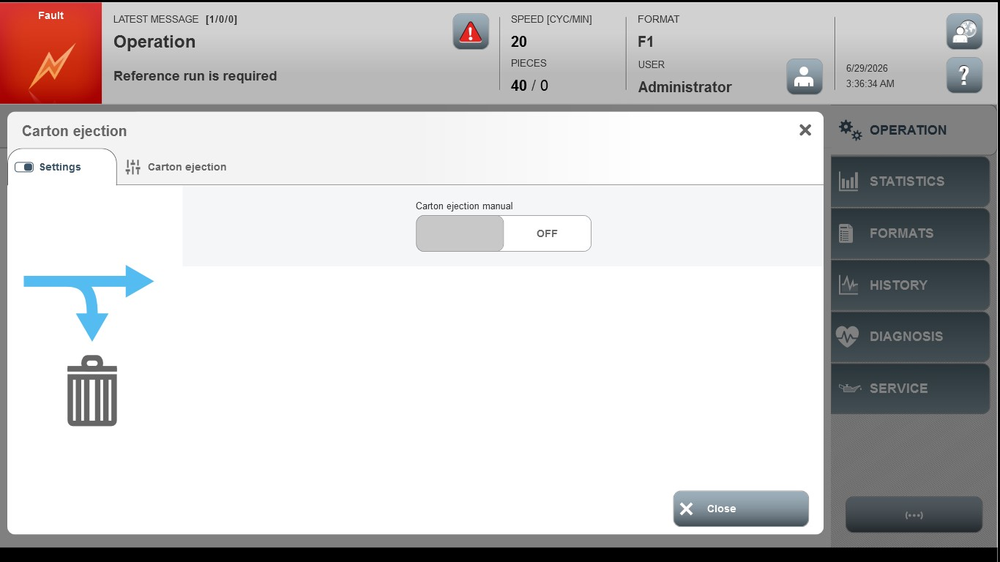 Fault
LATEST MESSAGE [1/0/0]
Operation
Reference run is required
SPEED [CYC/MIN]
20
PIECES
40 / 0
FORMAT
F1
USER
Administrator
6/29/2026
3:36:34 AM
?
Carton ejection
Settings
Carton ejection
Carton ejection manual
OFF
Close
OPERATION
STATISTICS
FORMATS
HISTORY
DIAGNOSIS
SERVICE
(•••)